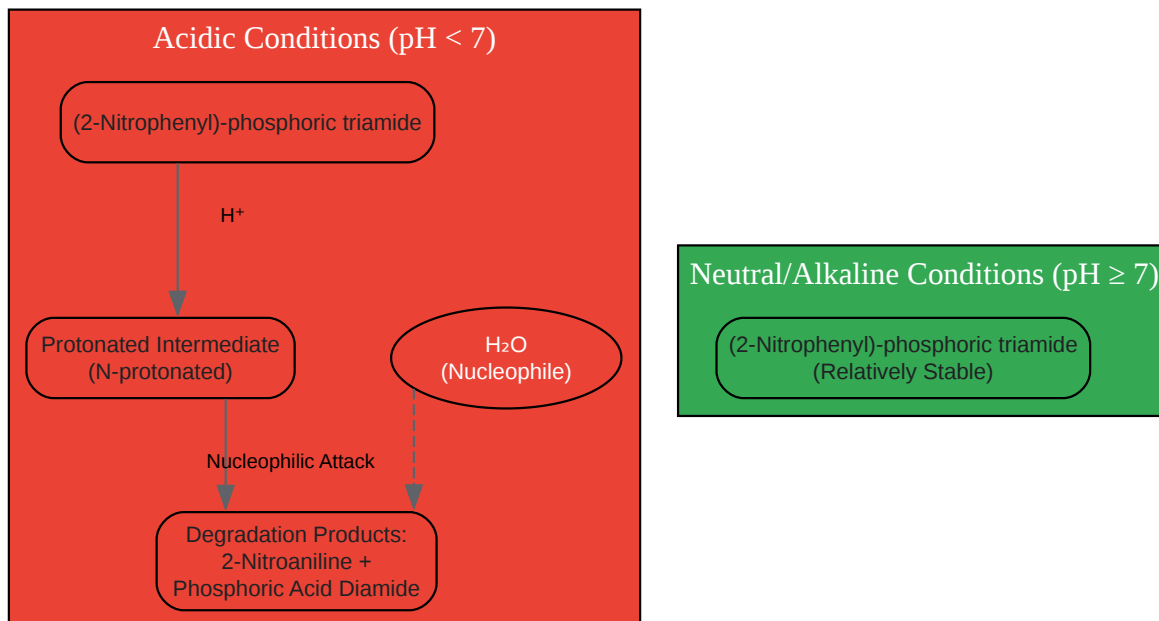 Acidic Conditions (pH < 7)
(2-Nitrophenyl)-phosphoric triamide
H⁺
Protonated Intermediate
(N-protonated)
H₂O
(Nucleophile)
Nucleophilic Attack
Degradation Products:
2-Nitroaniline +
Phosphoric Acid Diamide
Neutral/Alkaline Conditions (pH ≥ 7)
(2-Nitrophenyl)-phosphoric triamide
(Relatively Stable)